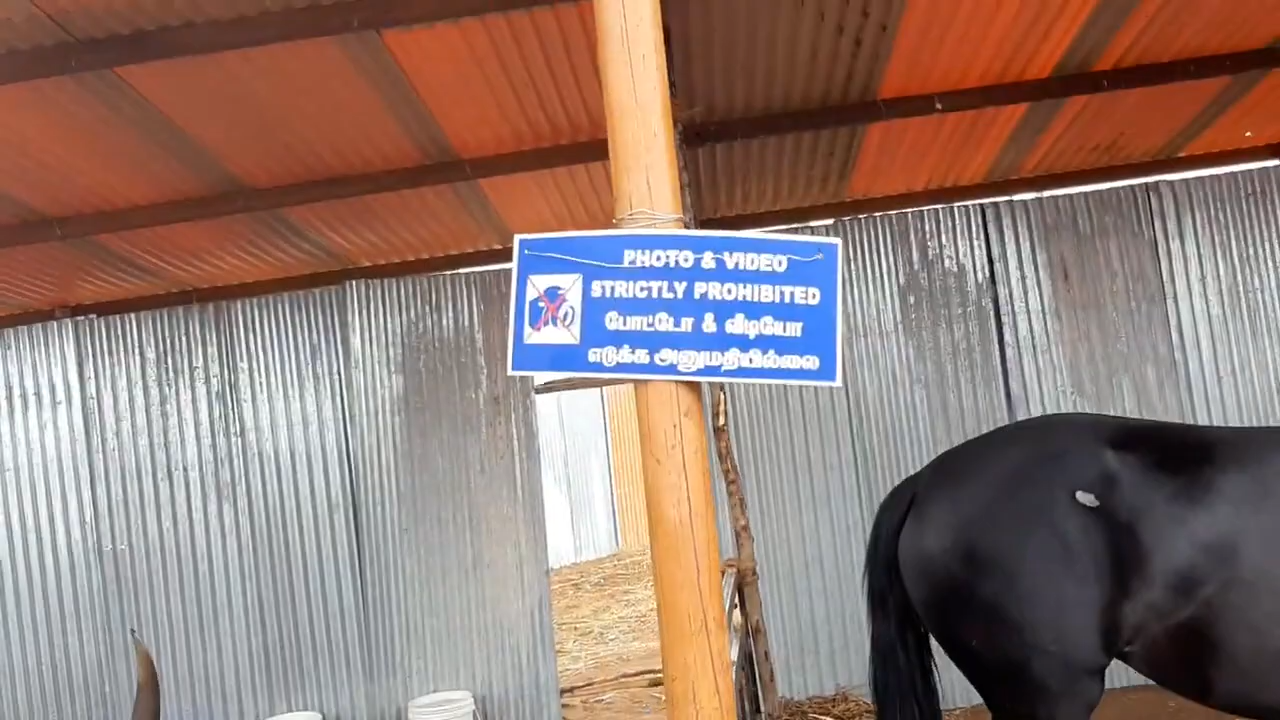 PHOTO & VIDEO
STRICTLY PROHIBITED
போட்டோ & வீடியோ
எடுக்க அனுமதியில்லை